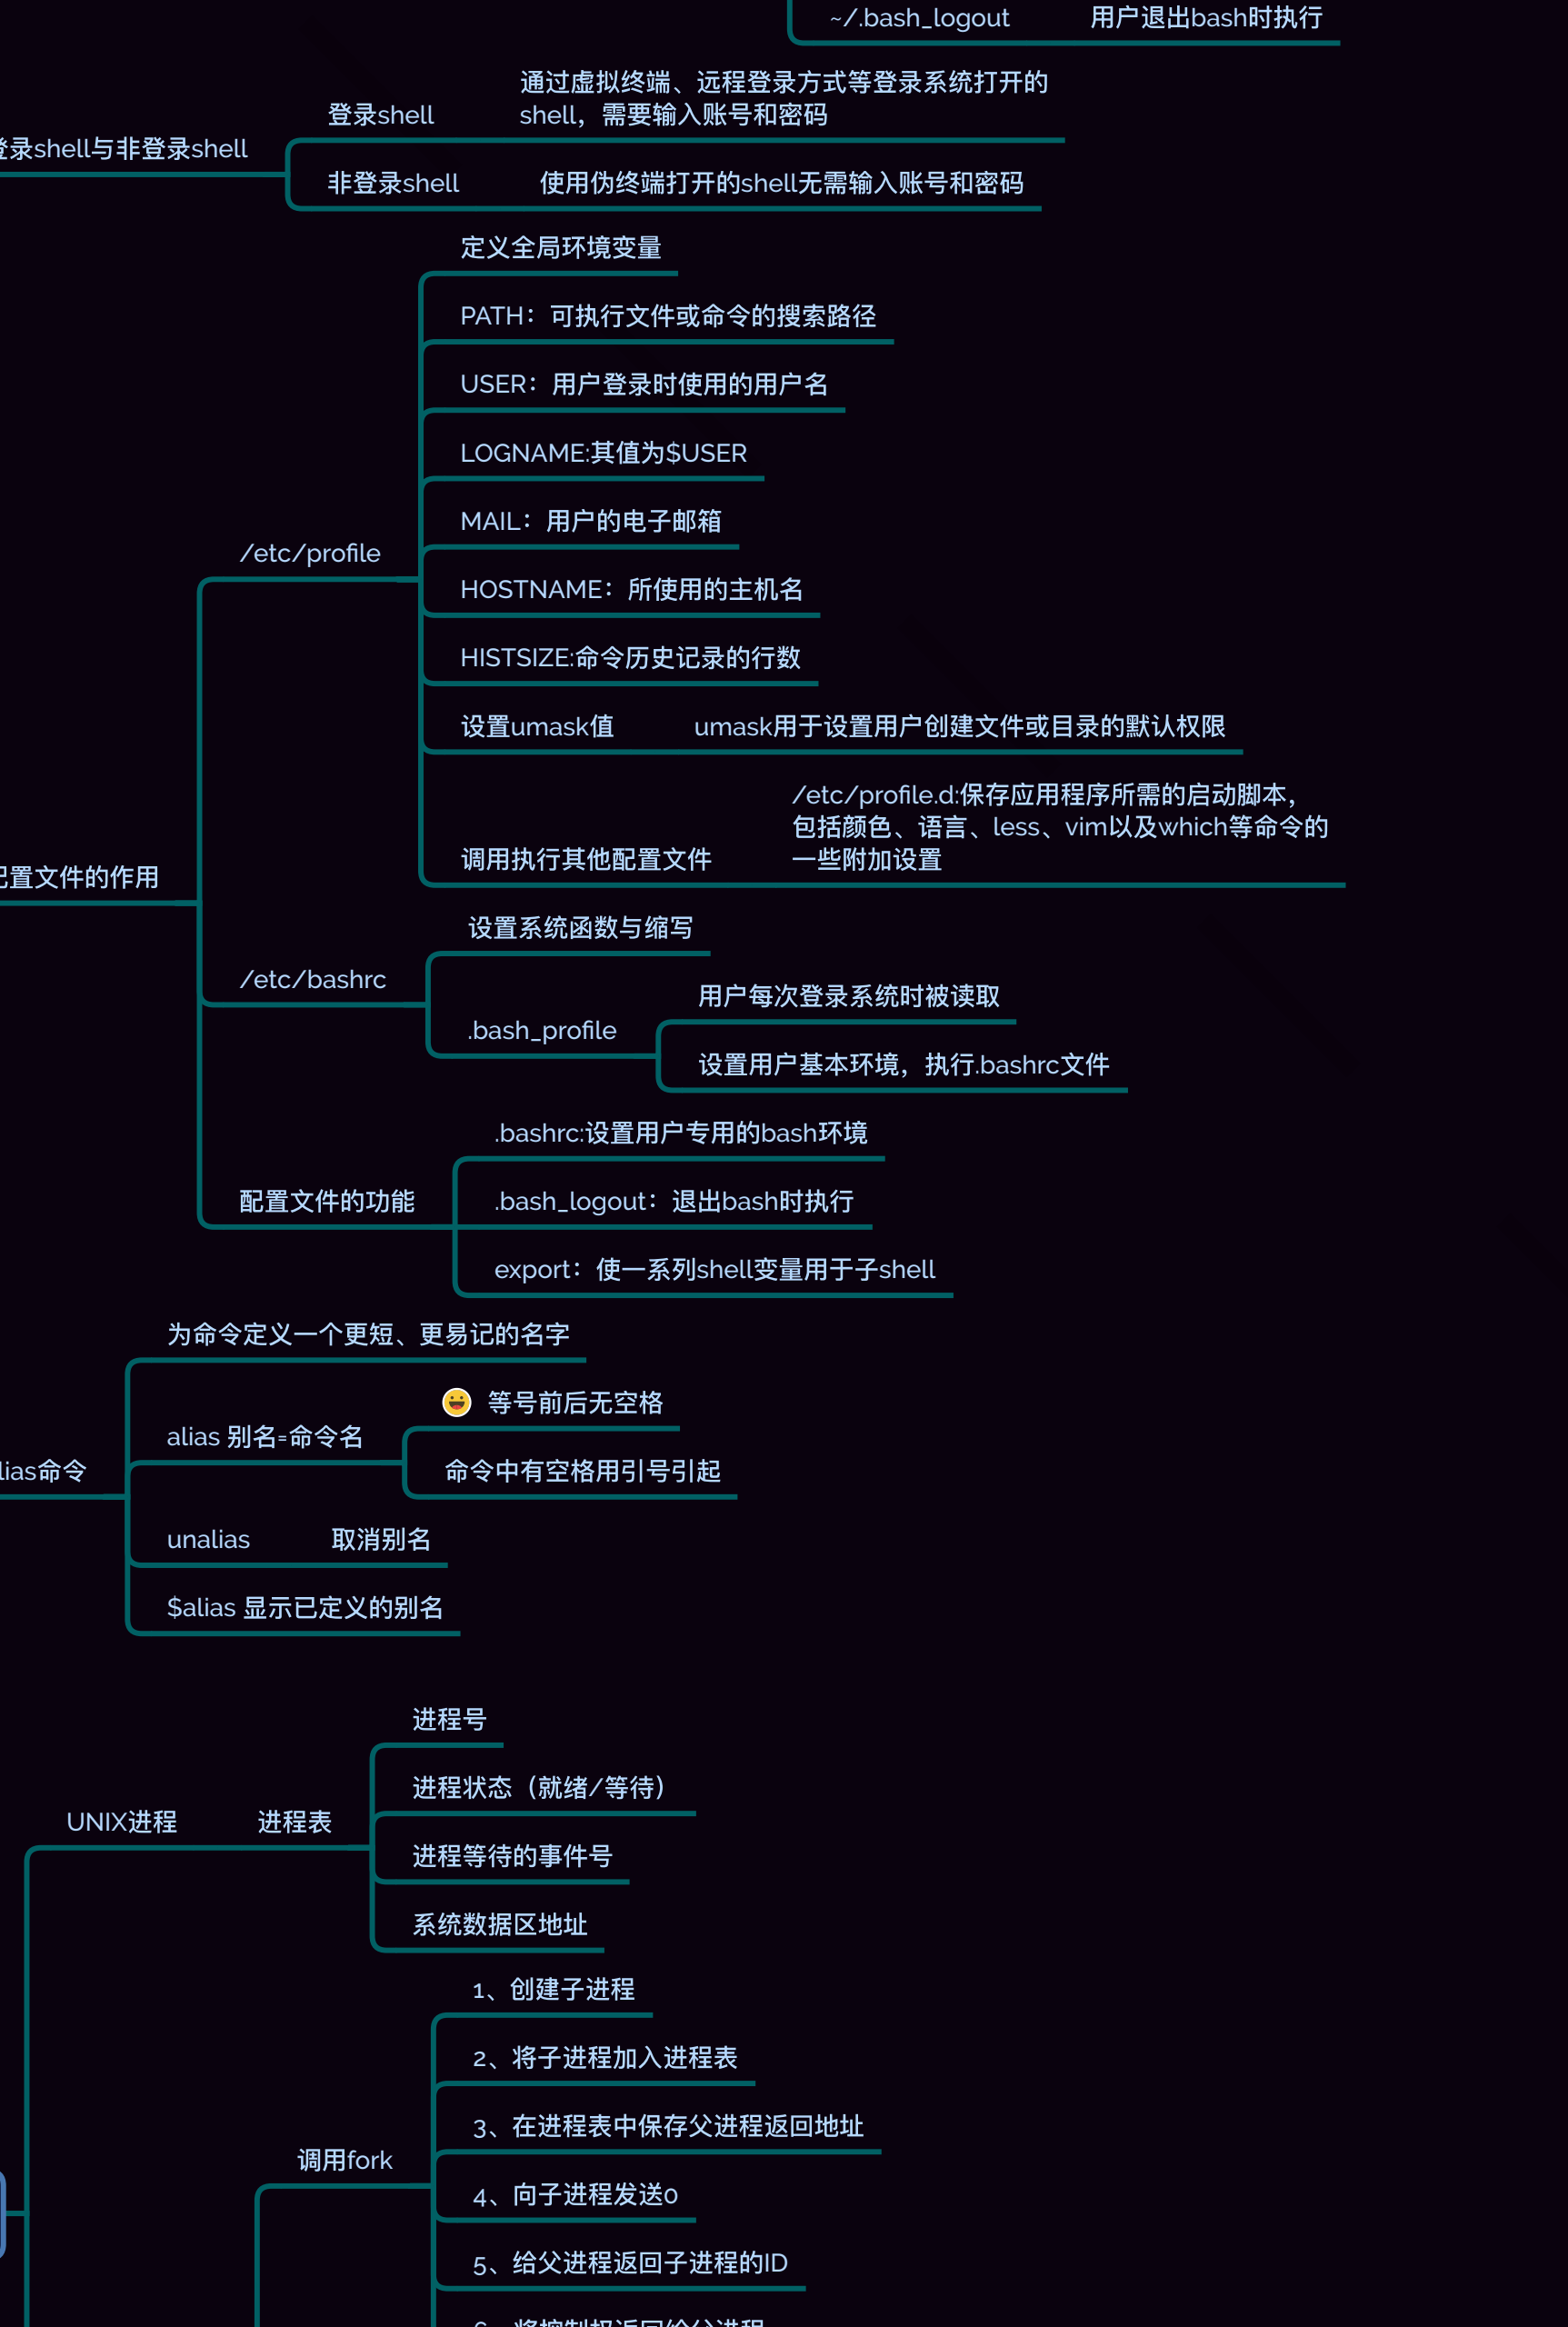 ~/.bash_logout 用户退出bash时执行
通过虚拟终端、远程登录方式等登录系统打开的
登录shell shell，需要输入账号和密码
登录shell与非登录shell
非登录shell 使用伪终端打开的shell无需输入账号和密码
定义全局环境变量
PATH：可执行文件或命令的搜索路径
USER：用户登录时使用的用户名
LOGNAME:其值为$USER
MAIL：用户的电子邮箱
/etc/profile
HOSTNAME：所使用的主机名
HISTSIZE:命令历史记录的行数
设置umask值 umask用于设置用户创建文件或目录的默认权限
/etc/profile.d:保存应用程序所需的启动脚本，
包括颜色、语言、less、vim以及which等命令的
调用执行其他配置文件 一些附加设置
配置文件的作用
设置系统函数与缩写
/etc/bashrc
用户每次登录系统时被读取
.bash_profile
设置用户基本环境，执行.bashrc文件
.bashrc:设置用户专用的bash环境
配置文件的功能
.bash_logout：退出bash时执行
export：使一系列shell变量用于子shell
为命令定义一个更短、更易记的名字
😀 等号前后无空格
alias 别名=命令名
lias命令
命令中有空格用引号引起
unalias 取消别名
$alias 显示已定义的别名
进程号
进程状态（就绪/等待）
UNIX进程 进程表
进程等待的事件号
系统数据区地址
1、创建子进程
2、将子进程加入进程表
3、在进程表中保存父进程返回地址
调用fork
4、向子进程发送0
5、给父进程返回子进程的ID
6、将控制权返回给父进程